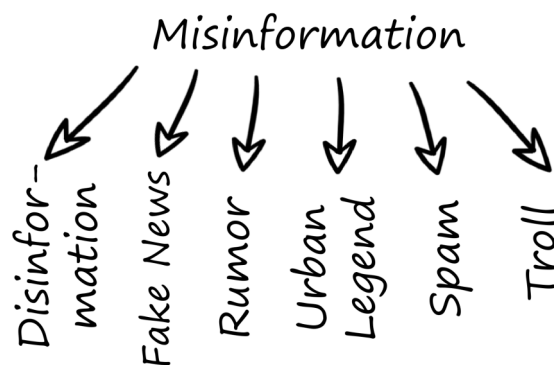 Misinformation
Disinfor-
mation
Fake News
Rumor
Urban
Legend
Spam
Troll